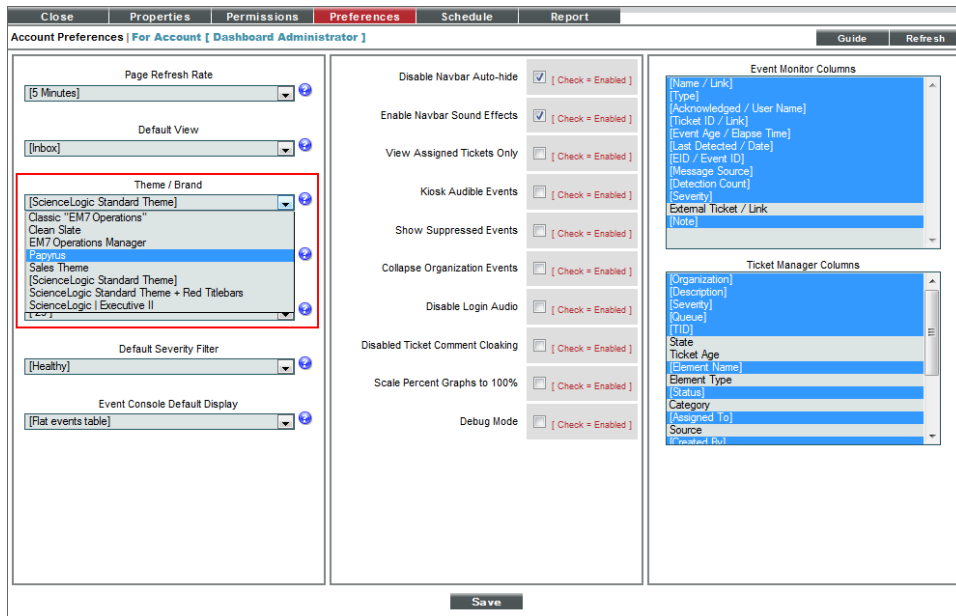 Close Properties Permissions Preferences Schedule Report
Account Preferences | For Account [ Dashboard Administrator ] Guide Refresh
Page Refresh Rate
[5 Minutes]
Default View
[Inbox]
Theme / Brand
[ScienceLogic Standard Theme]
Classic "EM7 Operations"
Clean Slate
EM7 Operations Manager
Papyrus
Sales Theme
[ScienceLogic Standard Theme]
ScienceLogic Standard Theme + Red Titlebars
ScienceLogic | Executive II
Default Severity Filter
[Healthy]
Event Console Default Display
[Flat events table]
Disable Navbar Auto-hide [ Check = Enabled ]
Enable Navbar Sound Effects [ Check = Enabled ]
View Assigned Tickets Only [ Check = Enabled ]
Kiosk Audible Events [ Check = Enabled ]
Show Suppressed Events [ Check = Enabled ]
Collapse Organization Events [ Check = Enabled ]
Disable Login Audio [ Check = Enabled ]
Disabled Ticket Comment Cloaking [ Check = Enabled ]
Scale Percent Graphs to 100% [ Check = Enabled ]
Debug Mode [ Check = Enabled ]
Event Monitor Columns
[Name / Link]
[Type]
[Acknowledged / User Name]
[Ticket ID / Link]
[Event Age / Elapse Time]
[Last Detected / Date]
[EID / Event ID]
[Message Source]
[Detection Count]
[Severity]
External Ticket / Link
[Note]
Ticket Manager Columns
[Organization]
[Description]
[Severity]
[Queue]
[TID]
State
Ticket Age
[Element Name]
Element Type
[Status]
Category
[Assigned To]
Source
[Created By]
Save